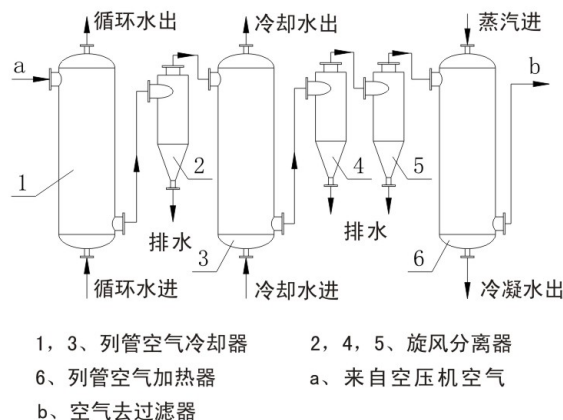 循环水出
冷却水出
蒸汽进
a
b
1
2
4
5
排水
排水
3
6
循环水进
冷却水进
冷凝水出
1,3、列管空气冷却器
2,4,5、旋风分离器
6、列管空气加热器
a、来自空压机空气
b、空气去过滤器